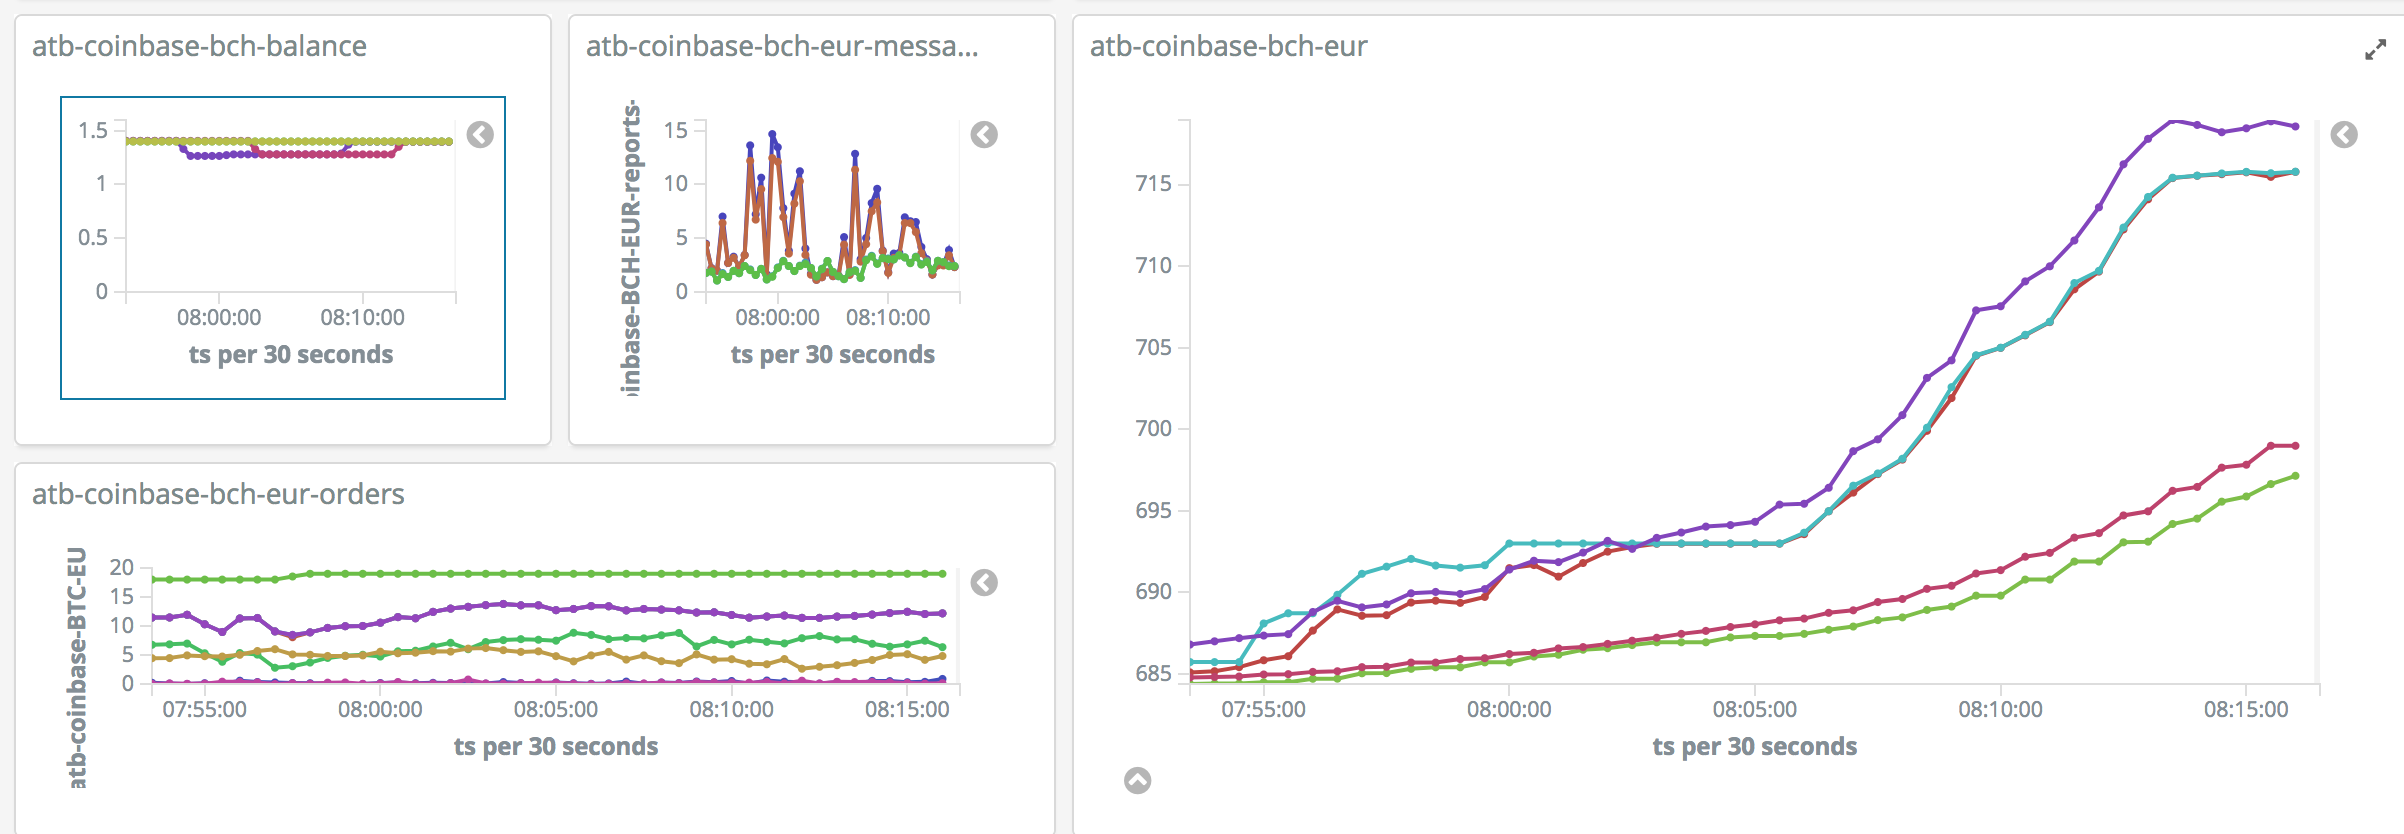 atb-coinbase-bch-balance
1.5
1
0.5
0
08:00:00 08:10:00
ts per 30 seconds
atb-coinbase-bch-eur-messa...
inbase-BCH-EUR-reports-
15
10
5
0
08:00:00 08:10:00
ts per 30 seconds
atb-coinbase-bch-eur
715
710
705
700
695
690
685
07:55:00 08:00:00 08:05:00 08:10:00 08:15:00
ts per 30 seconds
atb-coinbase-bch-eur-orders
atb-coinbase-BTC-EU
20
15
10
5
0
07:55:00 08:00:00 08:05:00 08:10:00 08:15:00
ts per 30 seconds